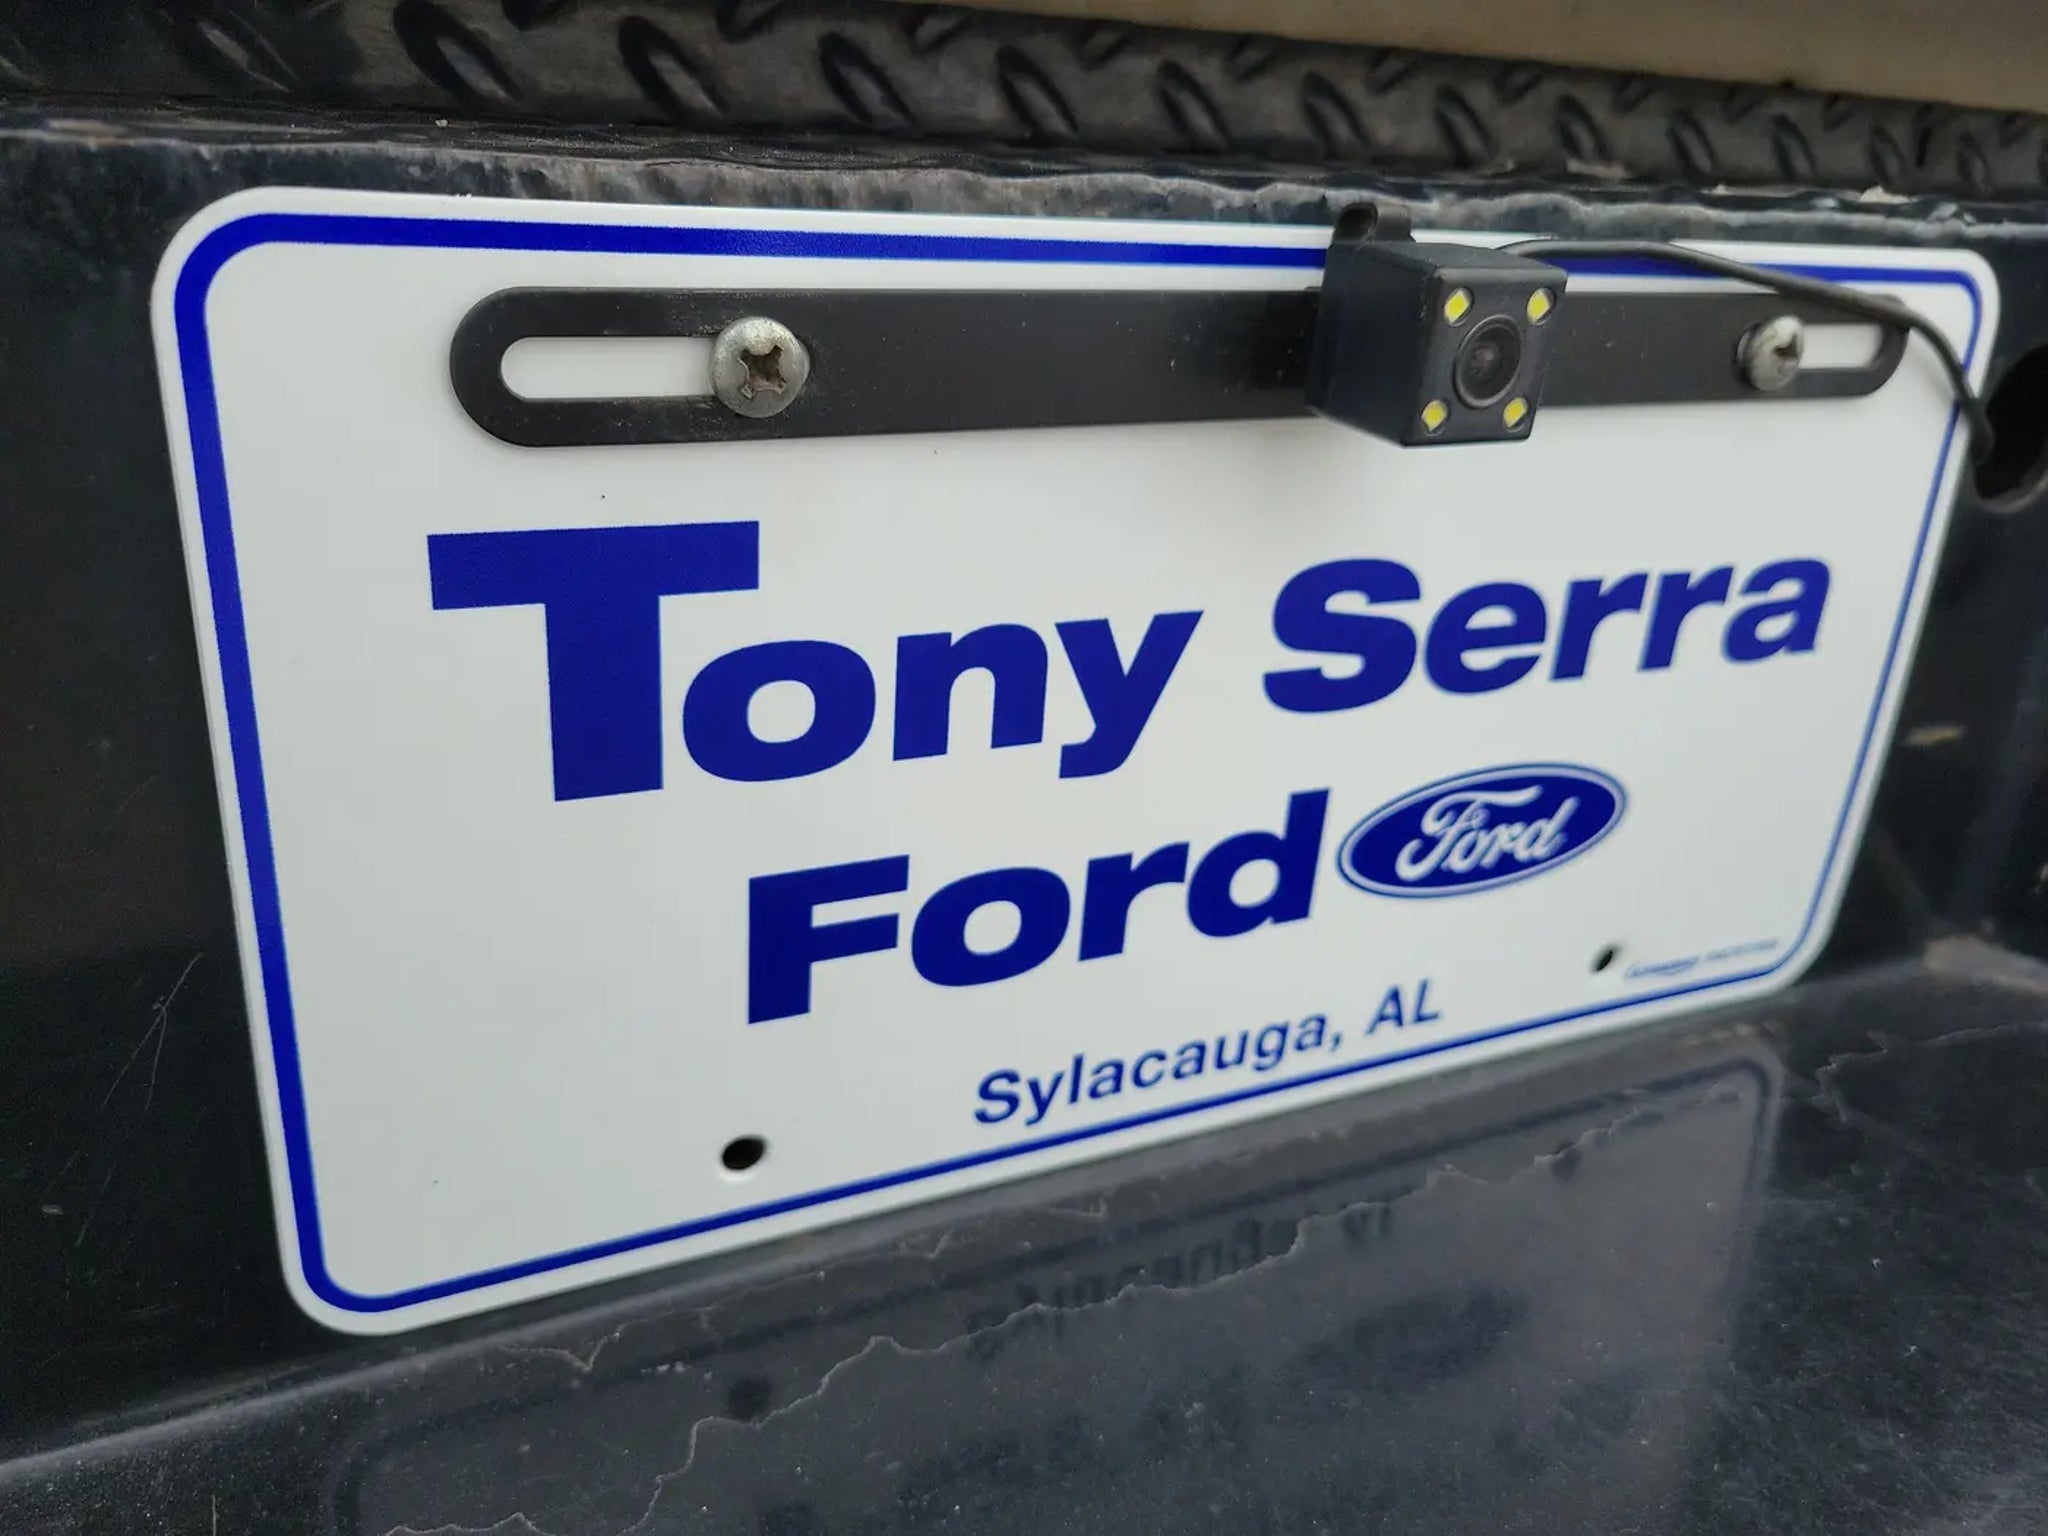 Tony Serra
Ford Ford
Sylacauga, AL